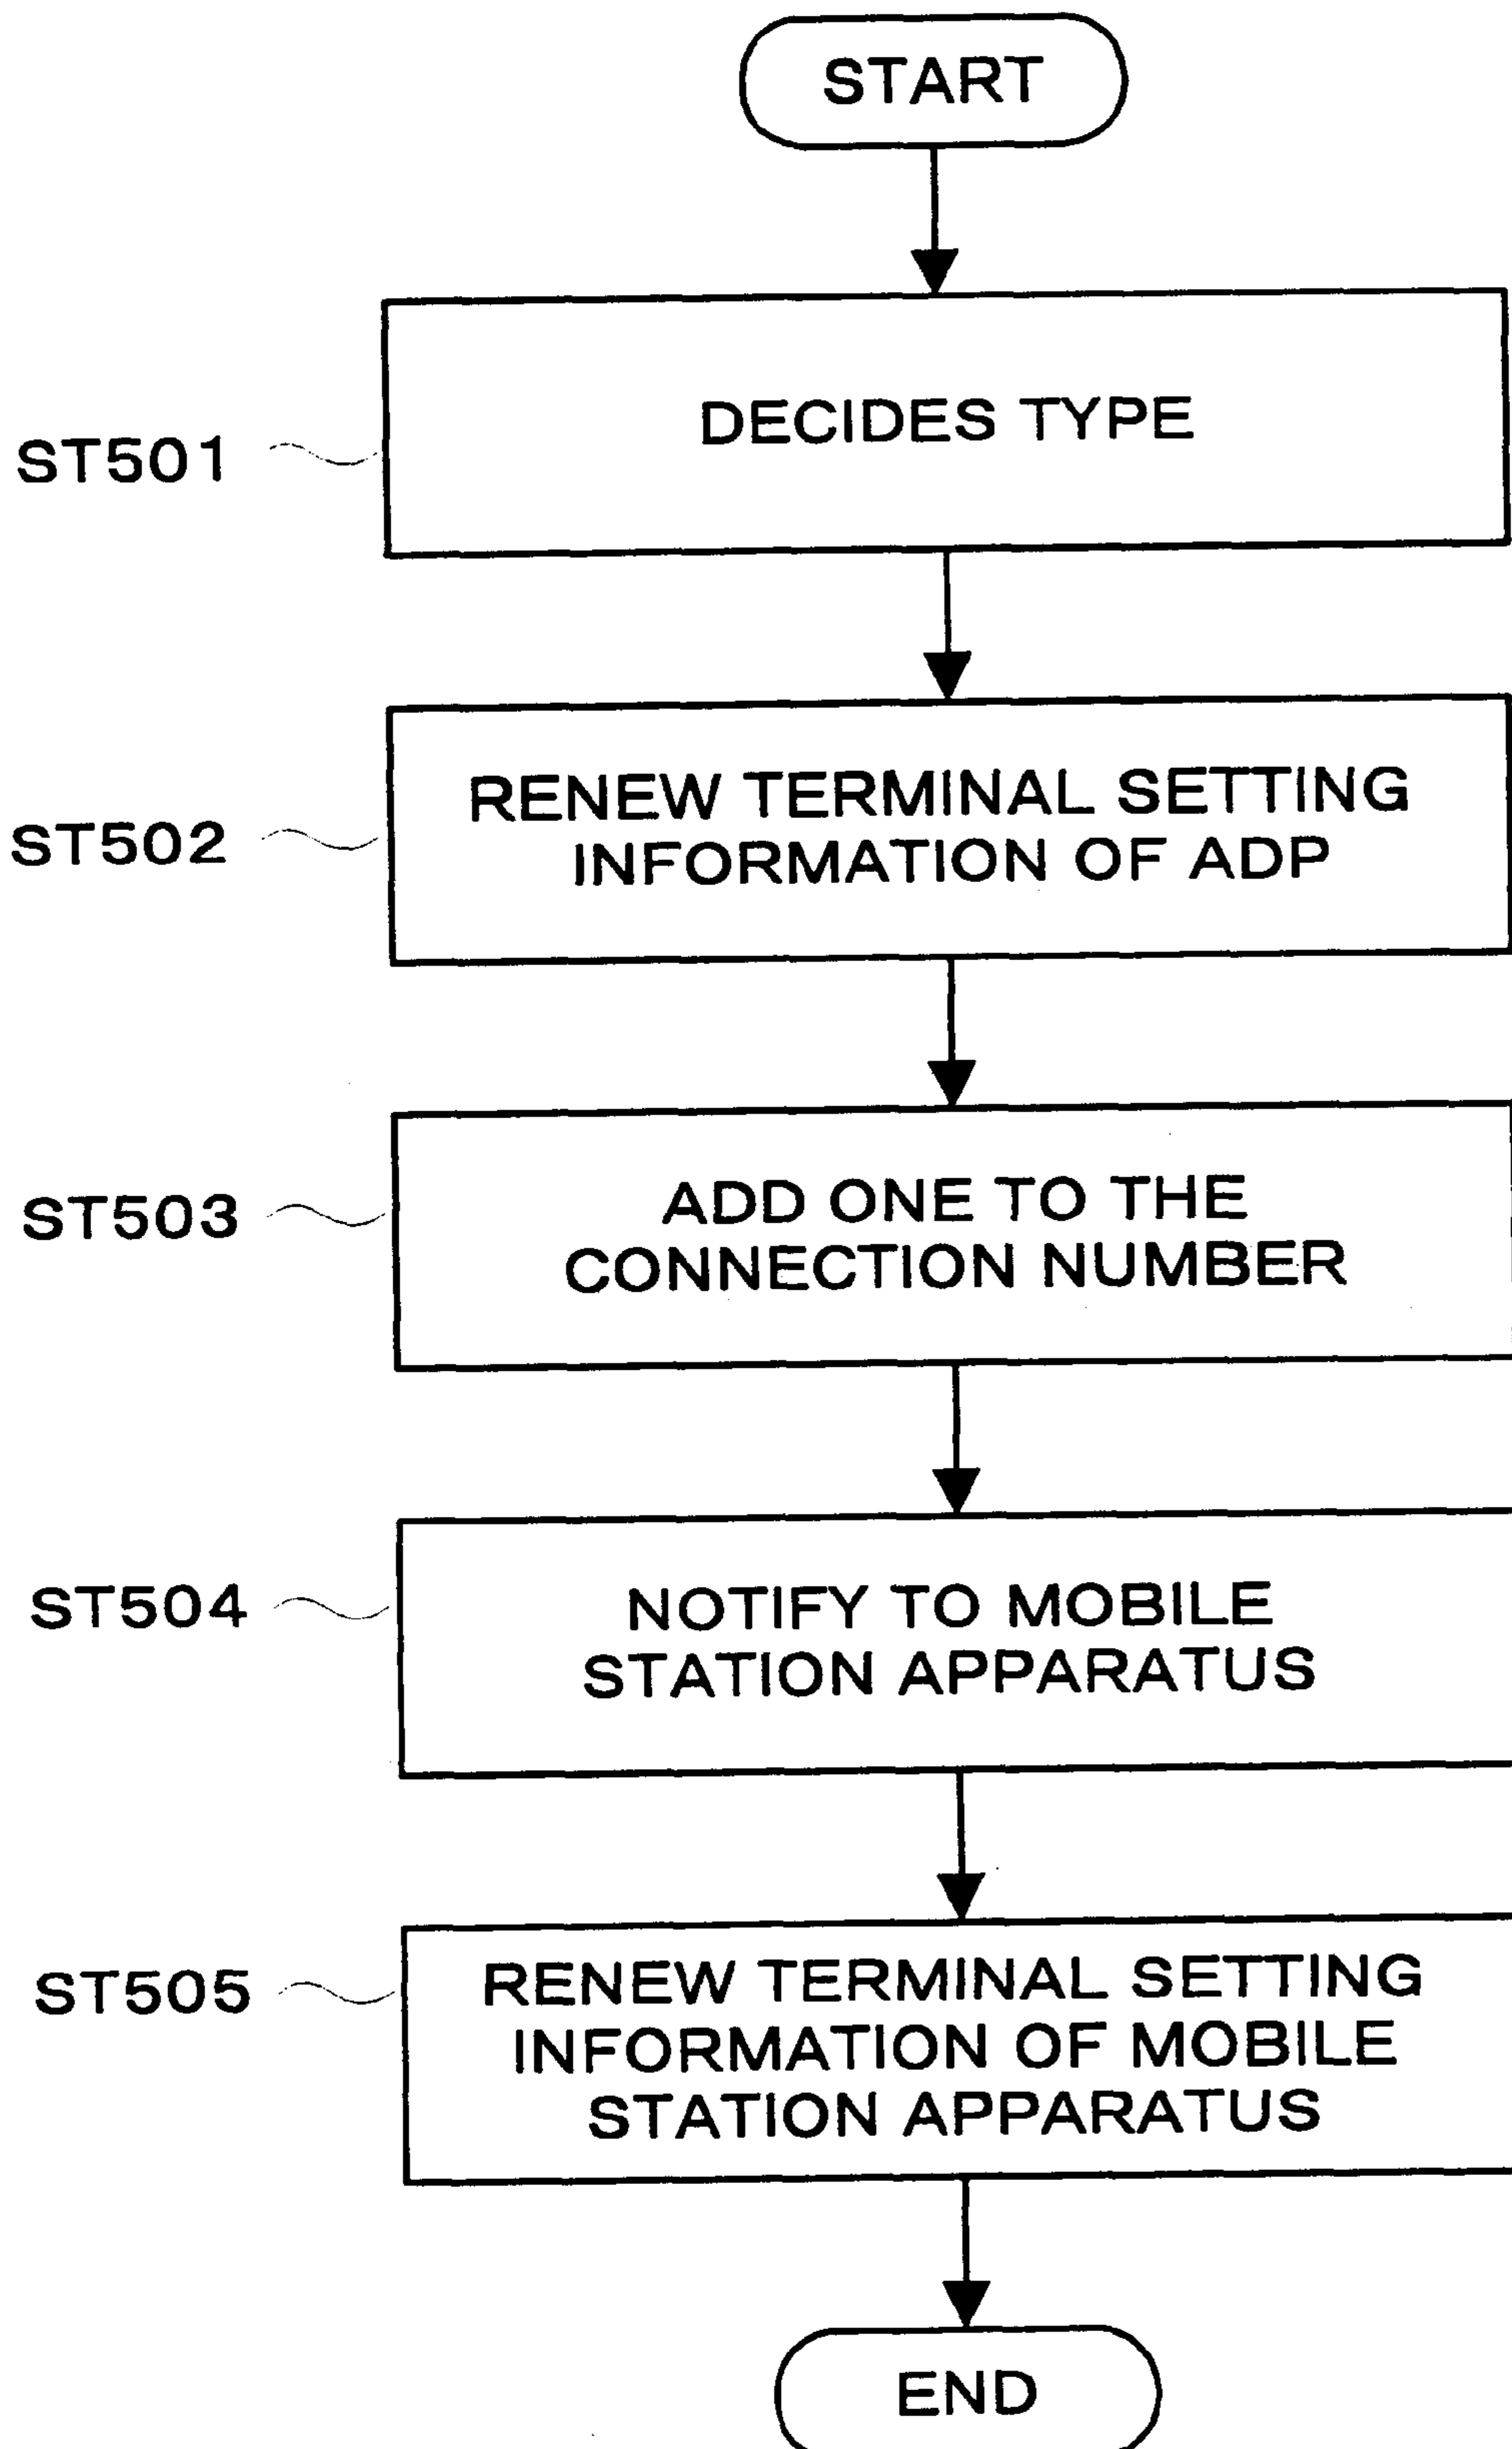 START
DECIDES TYPE
ST501
RENEW TERMINAL SETTING
INFORMATION OF ADP
ST502
ADD ONE TO THE
CONNECTION NUMBER
ST503
NOTIFY TO MOBILE
STATION APPARATUS
ST504
RENEW TERMINAL SETTING
INFORMATION OF MOBILE
STATION APPARATUS
ST505
END